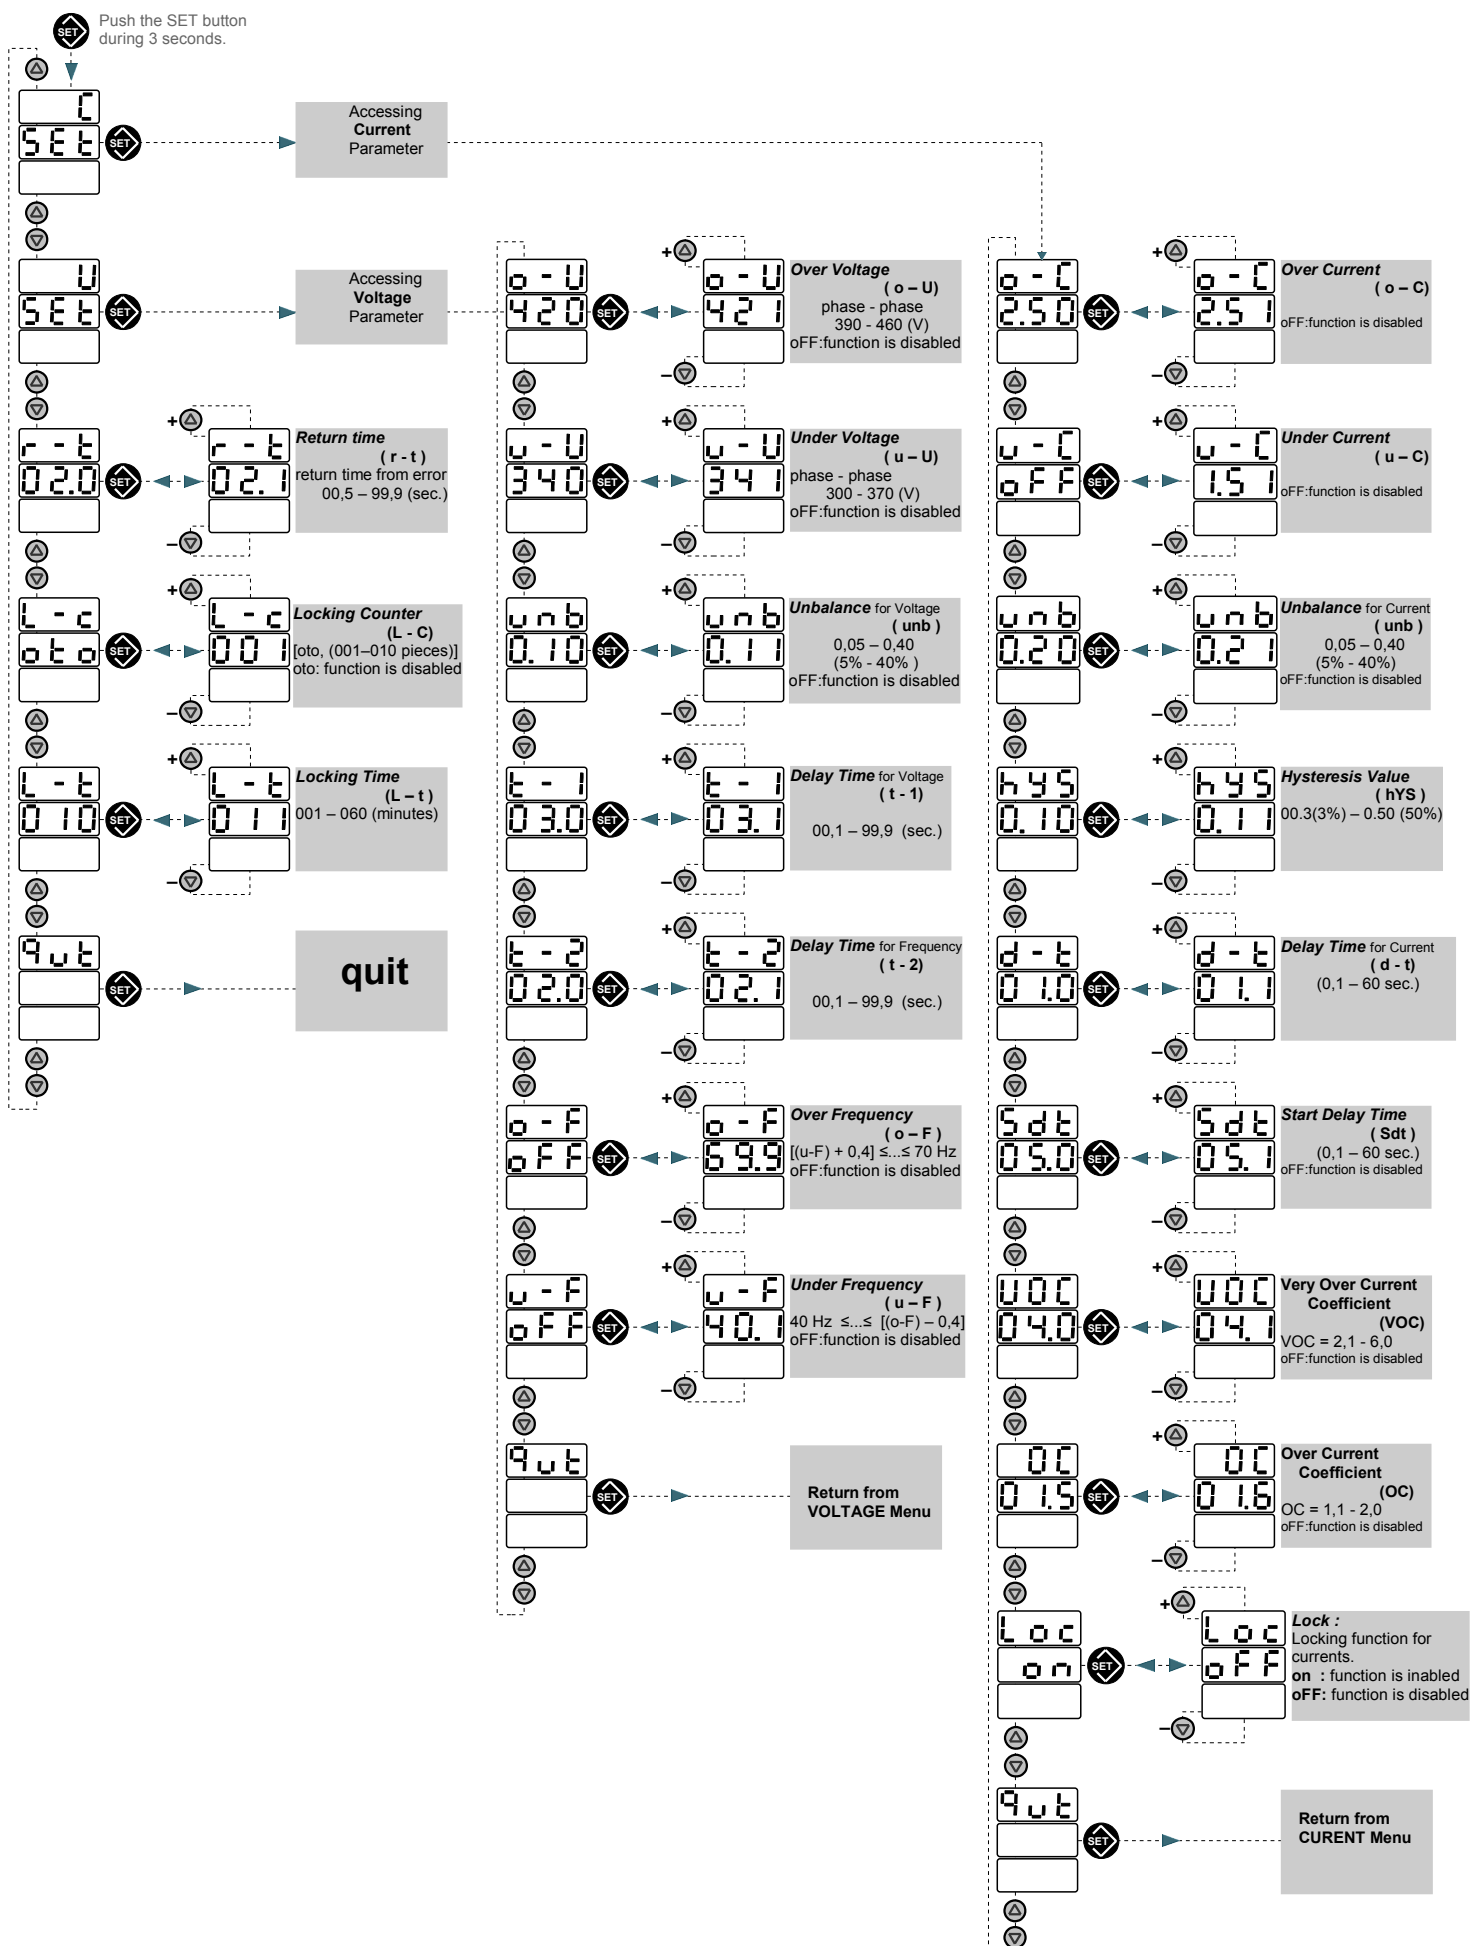 SET
Push the SET button
during 3 seconds.
C
SEt
SET
Accessing
Current
Parameter
U
SEt
SET
Accessing
Voltage
Parameter
r - t
02.0
SET
+
r - t
02.1
–
Return time
( r - t )
return time from error
00,5 – 99,9 (sec.)
L - c
oto
SET
+
L - c
001
–
Locking Counter
(L - C)
[oto, (001–010 pieces)]
oto: function is disabled
L - t
010
SET
+
L - t
011
–
Locking Time
(L – t )
001 – 060 (minutes)
qut
SET
quit
o - U
420
SET
+
o - U
421
–
Over Voltage
( o – U)
phase - phase
390 - 460 (V)
oFF:function is disabled
u - U
340
SET
+
u - U
341
–
Under Voltage
( u – U)
phase - phase
300 - 370 (V)
oFF:function is disabled
unb
0.10
SET
+
unb
0.11
–
Unbalance for Voltage
( unb )
0,05 – 0,40
(5% - 40% )
oFF:function is disabled
t - 1
03.0
SET
+
t - 1
03.1
–
Delay Time for Voltage
( t - 1)
00,1 – 99,9 (sec.)
t - 2
02.0
SET
+
t - 2
02.1
–
Delay Time for Frequency
( t - 2)
00,1 – 99,9 (sec.)
o - F
oFF
SET
+
o - F
69.9
–
Over Frequency
( o – F )
[(u-F) + 0,4] ≤...≤ 70 Hz
oFF:function is disabled
u - F
oFF
SET
+
u - F
40.1
–
Under Frequency
( u – F )
40 Hz ≤...≤ [(o-F) – 0,4]
oFF:function is disabled
qut
SET
Return from
VOLTAGE Menu
o - C
2.50
SET
+
o - C
2.51
–
Over Current
( o – C)
oFF:function is disabled
u - C
oFF
SET
+
u - C
1.51
–
Under Current
( u – C)
oFF:function is disabled
unb
0.20
SET
+
unb
0.21
–
Unbalance for Current
( unb )
0,05 – 0,40
(5% - 40%)
oFF:function is disabled
hYS
0.10
SET
+
hYS
0.11
–
Hysteresis Value
( hYS )
00.3(3%) – 0.50 (50%)
d - t
01.0
SET
+
d - t
01.1
–
Delay Time for Current
( d - t)
(0,1 – 60 sec.)
Sdt
05.0
SET
+
Sdt
05.1
–
Start Delay Time
( Sdt )
(0,1 – 60 sec.)
oFF:function is disabled
UOC
04.0
SET
+
UOC
04.1
–
Very Over Current
Coefficient
(VOC)
VOC = 2,1 - 6,0
oFF:function is disabled
OC
01.5
SET
+
OC
01.6
–
Over Current
Coefficient
(OC)
OC = 1,1 - 2,0
oFF:function is disabled
Loc
on
SET
+
Loc
oFF
–
Lock :
Locking function for
currents.
on : function is inabled
oFF: function is disabled
qut
SET
Return from
CURENT Menu